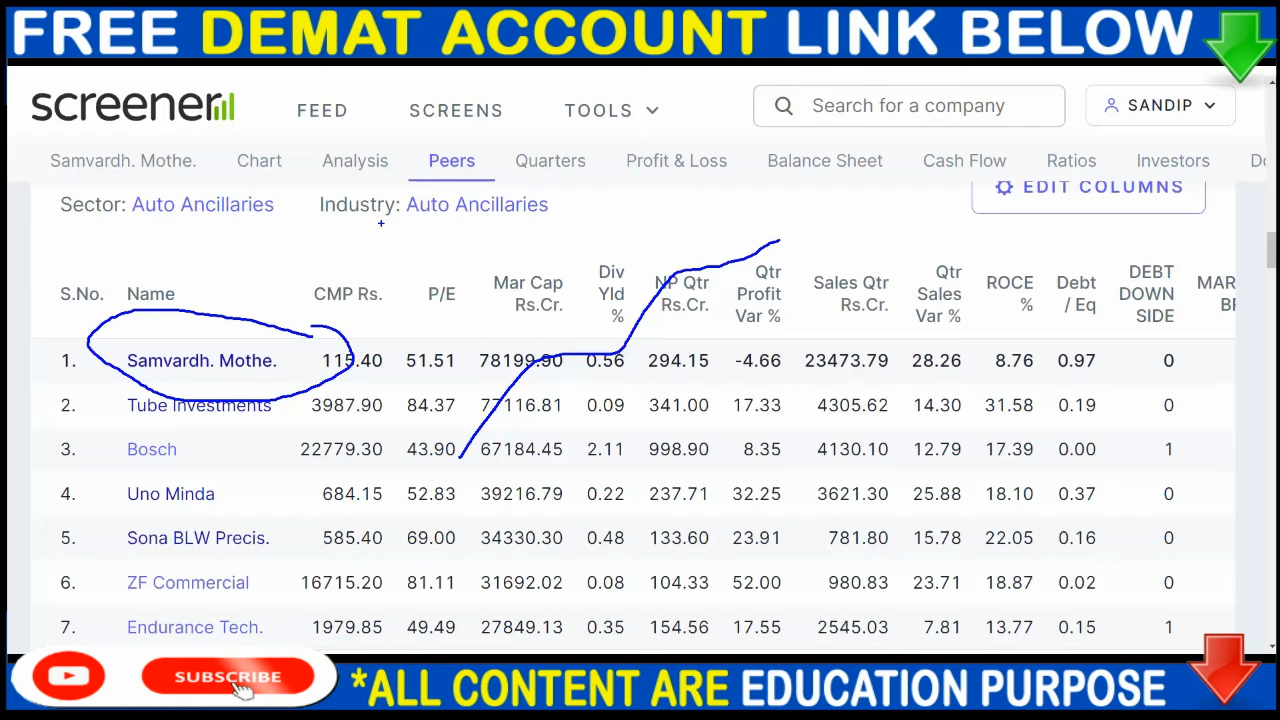 FREE DEMAT ACCOUNT LINK BELOW
screener
FEED SCREENS TOOLS Search for a company SANDIP
Samvardh. Mothe. Chart Analysis Peers Quarters Profit & Loss Balance Sheet Cash Flow Ratios Investors
Sector: Auto Ancillaries Industry: Auto Ancillaries EDIT COLUMNS
S.No. Name CMP Rs. P/E Mar Cap Rs.Cr. Div Yld % NP Qtr Rs.Cr. Qtr Profit Var % Sales Qtr Rs.Cr. Qtr Sales Var % ROCE % Debt / Eq DEBT DOWN SIDE
1. Samvardh. Mothe. 115.40 51.51 78199.90 0.56 294.15 -4.66 23473.79 28.26 8.76 0.97 0
2. Tube Investments 3987.90 84.37 77116.81 0.09 341.00 17.33 4305.62 14.30 31.58 0.19 0
3. Bosch 22779.30 43.90 67184.45 2.11 998.90 8.35 4130.10 12.79 17.39 0.00 1
4. Uno Minda 684.15 52.83 39216.79 0.22 237.71 32.25 3621.30 25.88 18.10 0.37 0
5. Sona BLW Precis. 585.40 69.00 34330.30 0.48 133.60 23.91 781.80 15.78 22.05 0.16 0
6. ZF Commercial 16715.20 81.11 31692.02 0.08 104.33 52.00 980.83 23.71 18.87 0.02 0
7. Endurance Tech. 1979.85 49.49 27849.13 0.35 154.56 17.55 2545.03 7.81 13.77 0.15 1
SUBSCRIBE
*ALL CONTENT ARE EDUCATION PURPOSE